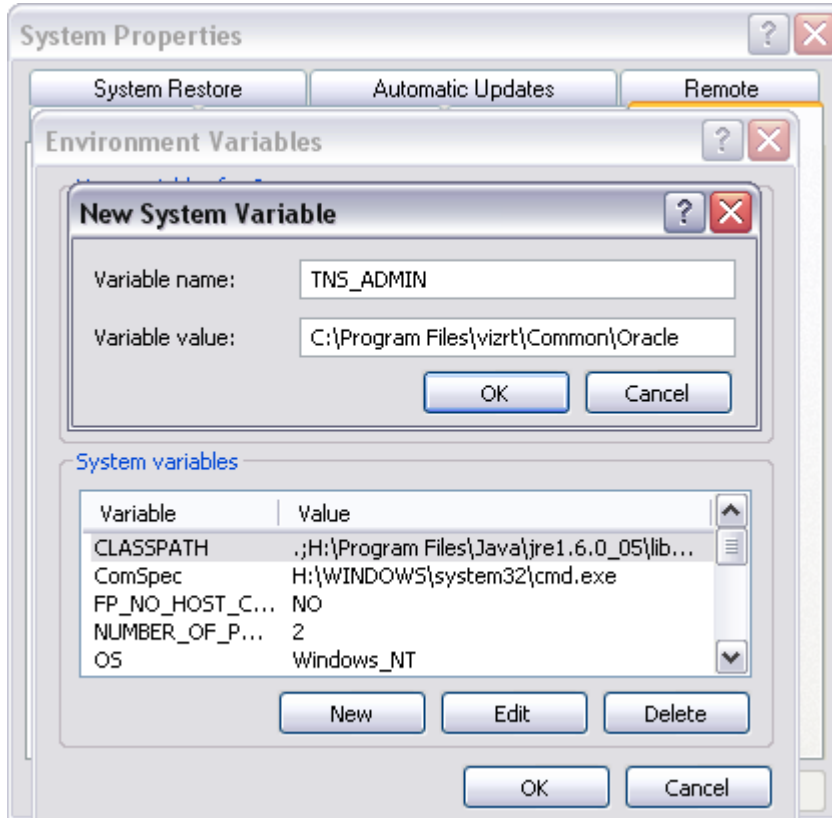 System Properties
System Restore Automatic Updates Remote
Environment Variables
New System Variable
Variable name: TNS_ADMIN
Variable value: C:\Program Files\vizrt\Common\Oracle
OK Cancel
System variables
Variable Value
CLASSPATH .;H:\Program Files\Java\jre1.6.0_05\lib...
ComSpec H:\WINDOWS\system32\cmd.exe
FP_NO_HOST_C... NO
NUMBER_OF_P... 2
OS Windows_NT
New Edit Delete
OK Cancel